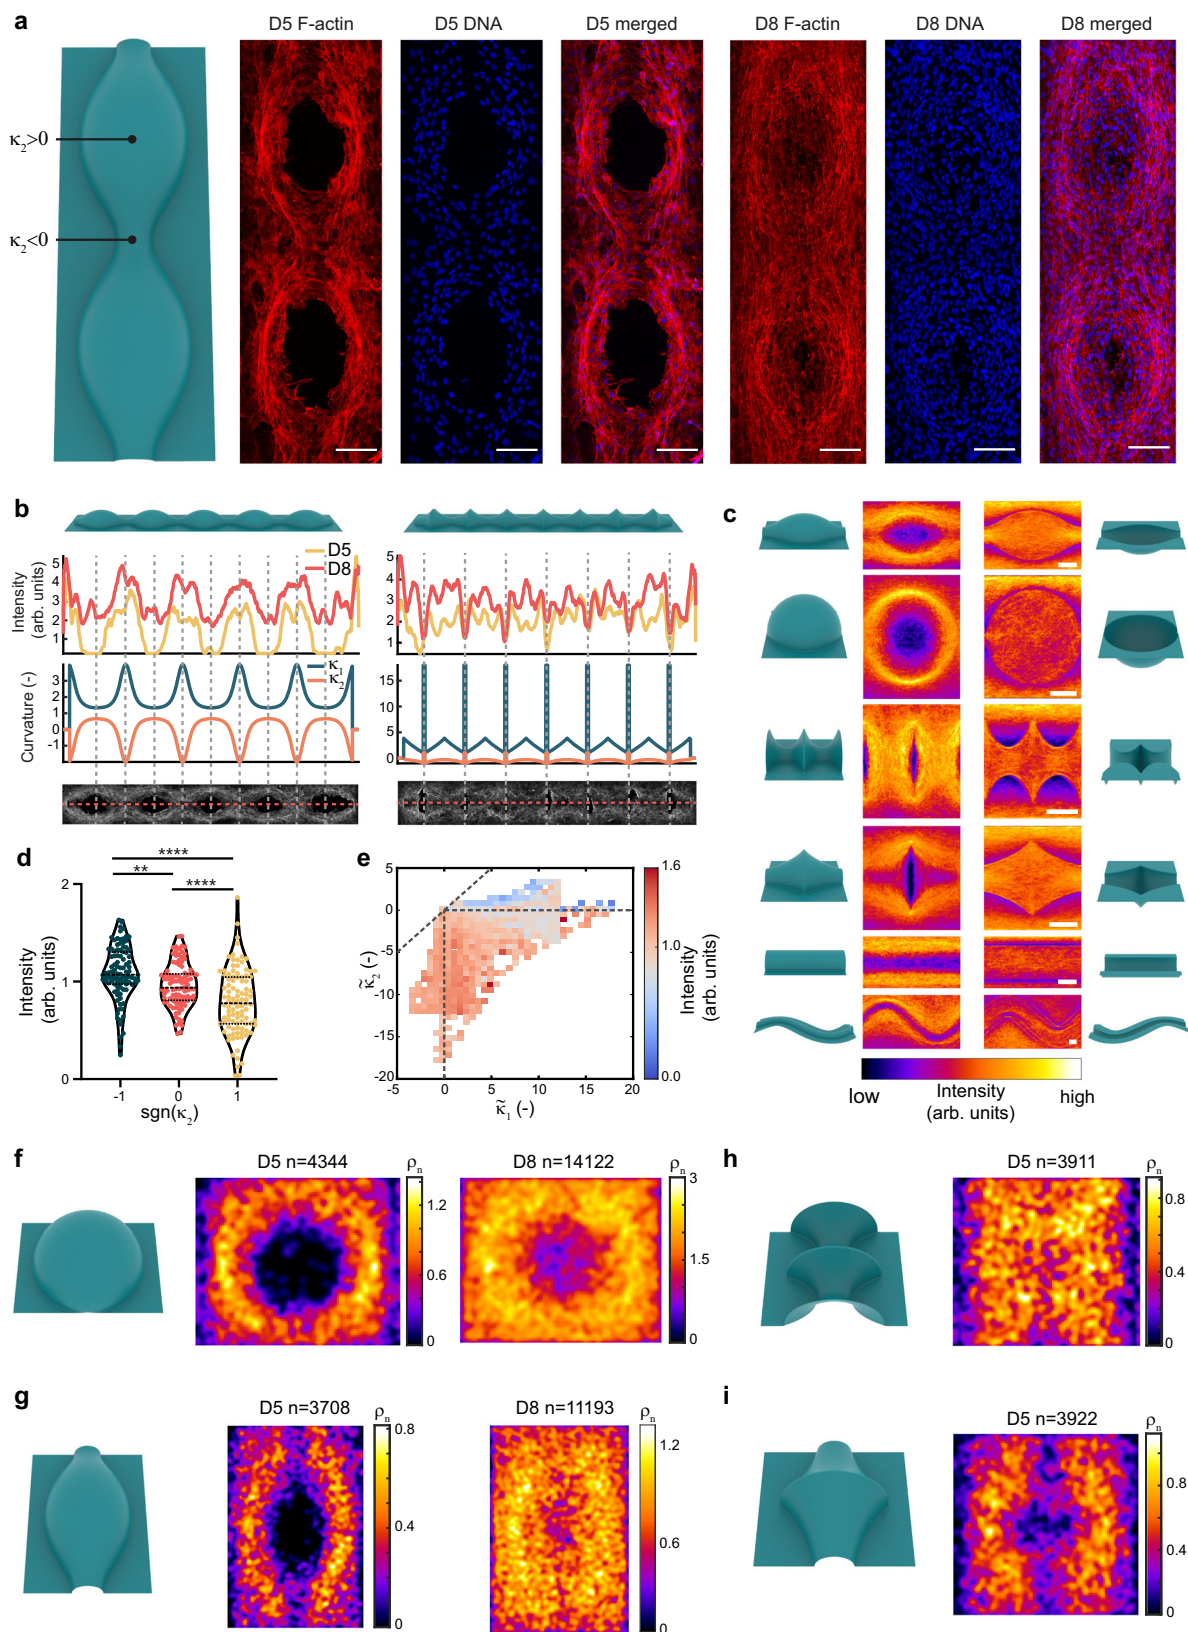 a
D5 F-actin D5 DNA D5 merged D8 F-actin D8 DNA D8 merged
κ₂>0
κ₂<0
b
D5
D8
Intensity (arb. units)
5
4
3
2
1
5
4
3
2
1
κ₁
κ₂
Curvature (-)
3
2
1
0
-1
15
10
5
0
c
low Intensity (arb. units) high
d
****
** ****
Intensity (arb. units)
2
1
0
-1 0 1
sgn(κ₂)
e
κ̃₂ (-)
5
0
-5
-10
-15
-20
-5 0 5 10 15 20
κ̃₁ (-)
1.6
1.0
0.0
Intensity (arb. units)
f
D5 n=4344
ρₙ
1.2
0.6
0
D8 n=14122
ρₙ
3
1.5
0
h
D5 n=3911
ρₙ
0.8
0.4
0
g
D5 n=3708
ρₙ
0.8
0.4
0
D8 n=11193
ρₙ
1.2
0.6
0
i
D5 n=3922
ρₙ
0.8
0.4
0